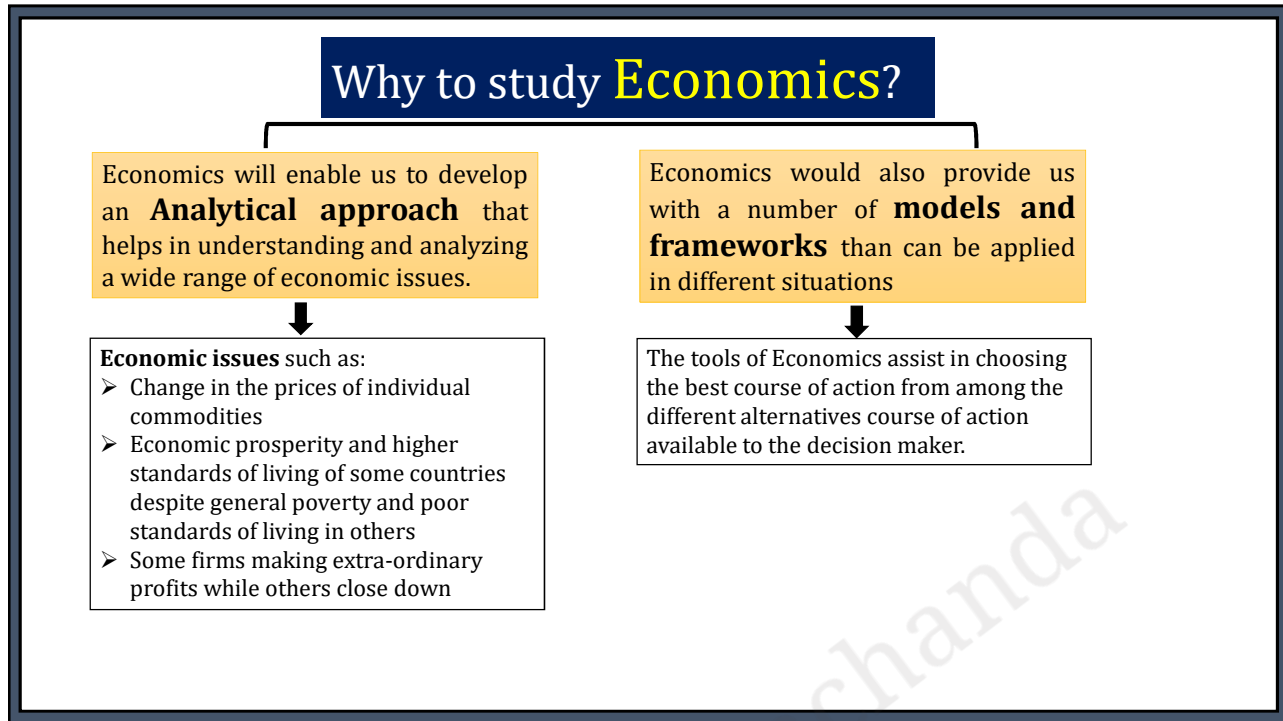 Why to study Economics?
Economics will enable us to develop
an Analytical approach that
helps in understanding and analyzing
a wide range of economic issues.
Economics would also provide us
with a number of models and
frameworks than can be applied
in different situations
Economic issues such as:
➢ Change in the prices of individual
commodities
➢ Economic prosperity and higher
standards of living of some countries
despite general poverty and poor
standards of living in others
➢ Some firms making extra-ordinary
profits while others close down
The tools of Economics assist in choosing
the best course of action from among the
different alternatives course of action
available to the decision maker.
chanda